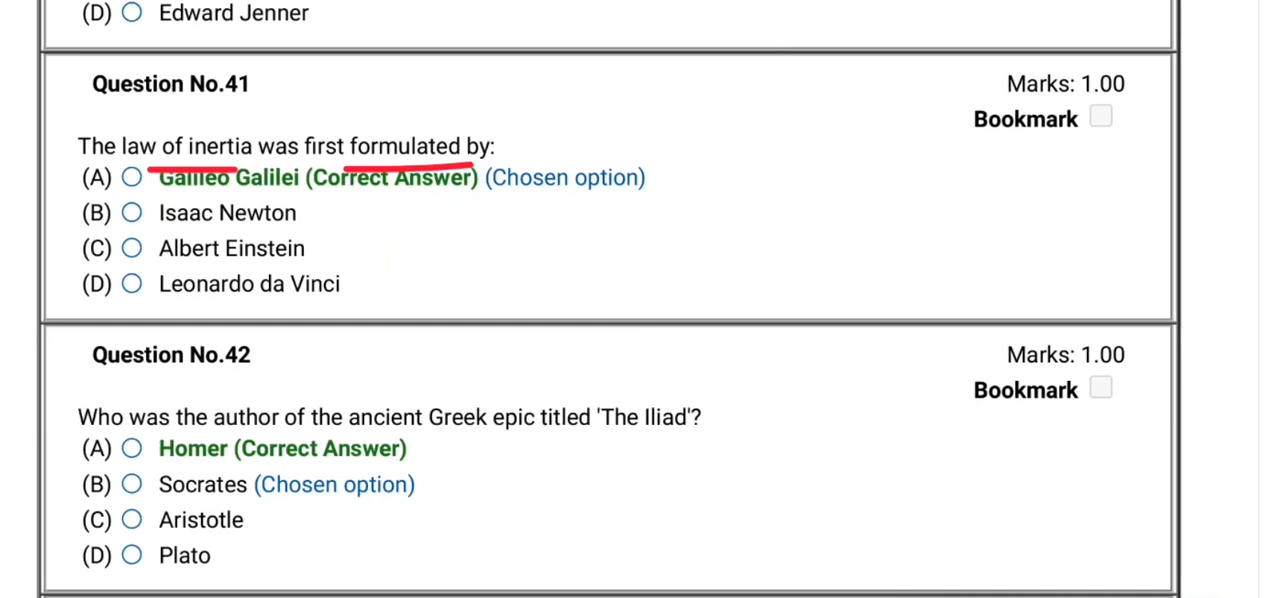 (D) Edward Jenner
Question No.41 Marks: 1.00
Bookmark
The law of inertia was first formulated by:
(A) Galileo Galilei (Correct Answer) (Chosen option)
(B) Isaac Newton
(C) Albert Einstein
(D) Leonardo da Vinci
Question No.42 Marks: 1.00
Bookmark
Who was the author of the ancient Greek epic titled 'The Iliad'?
(A) Homer (Correct Answer)
(B) Socrates (Chosen option)
(C) Aristotle
(D) Plato